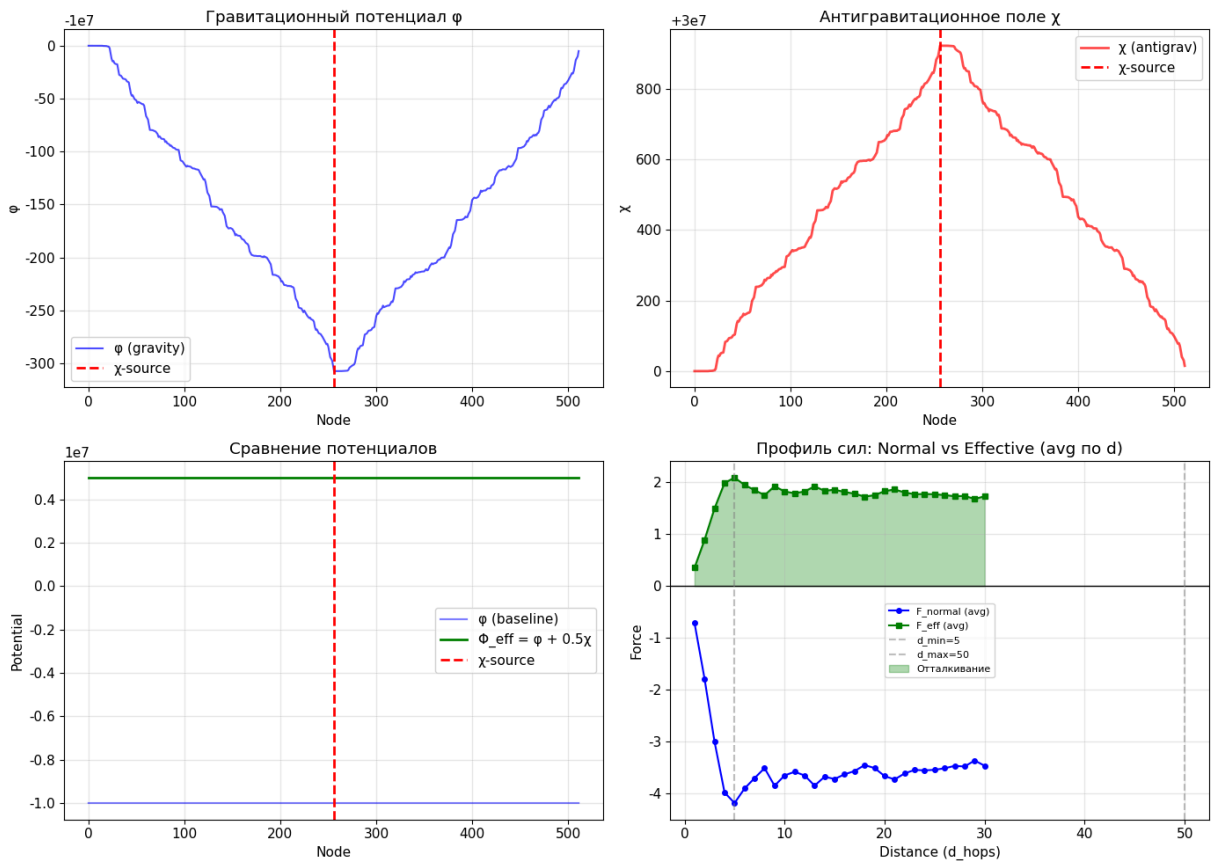 Гравитационный потенциал φ
-1e7
0
-50
-100
-150
-200
-250
-300
φ
φ (gravity)
χ-source
0 100 200 300 400 500
Node
Антигравитационное поле χ
+3e7
800
600
400
200
0
χ
χ (antigrav)
χ-source
0 100 200 300 400 500
Node
Сравнение потенциалов
1e7
0.4
0.2
0.0
-0.2
-0.4
-0.6
-0.8
-1.0
Potential
φ (baseline)
Φ_eff = φ + 0.5χ
χ-source
0 100 200 300 400 500
Node
Профиль сил: Normal vs Effective (avg по d)
2
1
0
-1
-2
-3
-4
Force
F_normal (avg)
F_eff (avg)
d_min=5
d_max=50
Отталкивание
0 10 20 30 40 50
Distance (d_hops)